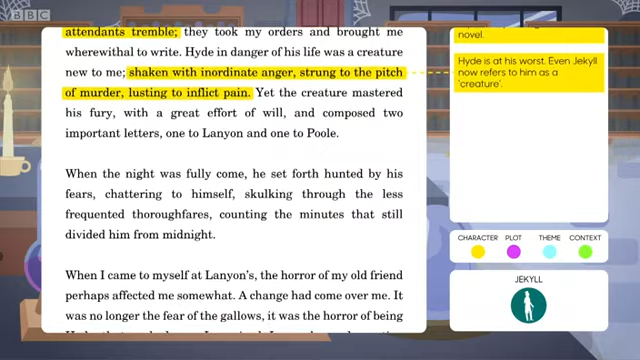 BBC
attendants tremble; they took my orders and brought me
wherewithal to write. Hyde in danger of his life was a creature
new to me; shaken with inordinate anger, strung to the pitch
of murder, lusting to inflict pain. Yet the creature mastered
his fury, with a great effort of will, and composed two
important letters, one to Lanyon and one to Poole.
When the night was fully come, he set forth hunted by his
fears, chattering to himself, skulking through the less
frequented thoroughfares, counting the minutes that still
divided him from midnight.
When I came to myself at Lanyon's, the horror of my old friend
perhaps affected me somewhat. A change had come over me. It
was no longer the fear of the gallows, it was the horror of being
novel.
Hyde is at his worst. Even Jekyll
now refers to him as a
'creature'.
CHARACTER PLOT THEME CONTEXT
JEKYLL